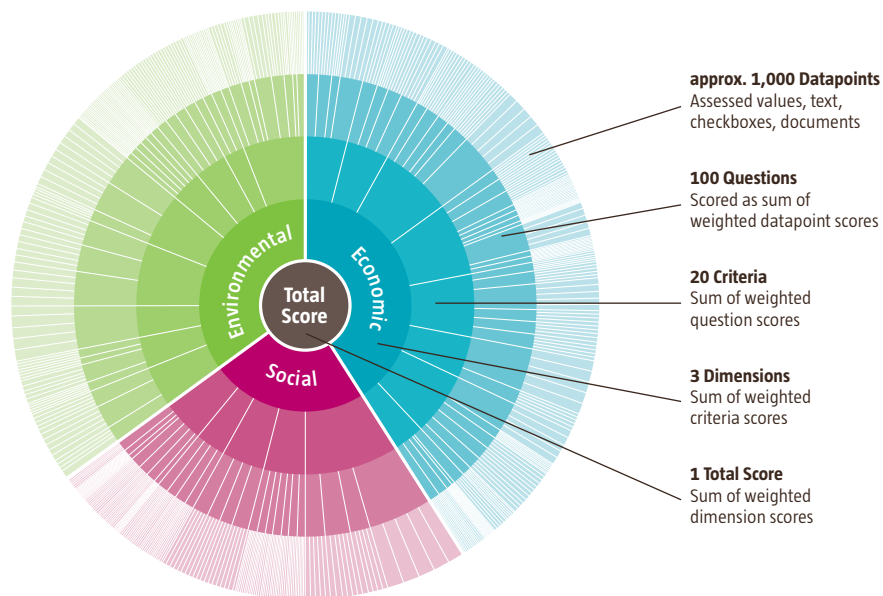 Environmental
Economic
Total
Score
Social
approx. 1,000 Datapoints
Assessed values, text,
checkboxes, documents
100 Questions
Scored as sum of
weighted datapoint scores
20 Criteria
Sum of weighted
question scores
3 Dimensions
Sum of weighted
criteria scores
1 Total Score
Sum of weighted
dimension scores